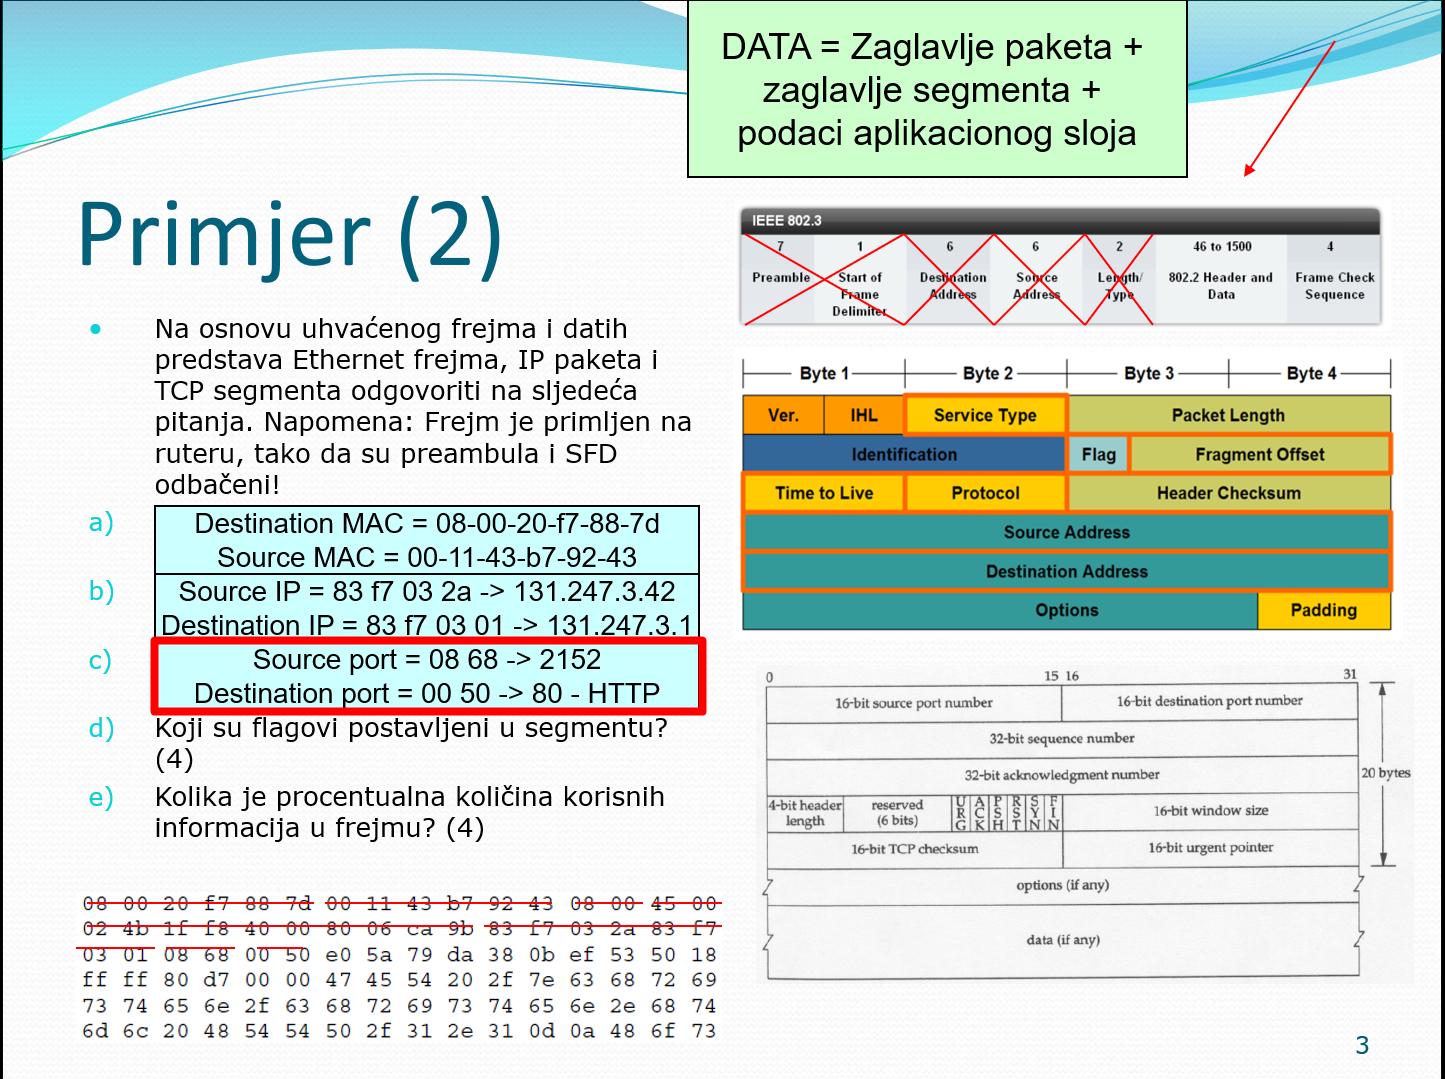 DATA = Zaglavlje paketa +
zaglavlje segmenta +
podaci aplikacionog sloja
Primjer (2)
• Na osnovu uhvaćenog frejma i datih
predstava Ethernet frejma, IP paketa i
TCP segmenta odgovoriti na sljedeća
pitanja. Napomena: Frejm je primljen na
ruteru, tako da su preambula i SFD
odbačeni!
a) Destination MAC = 08-00-20-f7-88-7d
Source MAC = 00-11-43-b7-92-43
b) Source IP = 83 f7 03 2a -> 131.247.3.42
Destination IP = 83 f7 03 01 -> 131.247.3.1
c) Source port = 08 68 -> 2152
Destination port = 00 50 -> 80 - HTTP
d) Koji su flagovi postavljeni u segmentu?
(4)
e) Kolika je procentualna količina korisnih
informacija u frejmu? (4)
08 00 20 f7 88 7d 00 11 43 b7 92 43 08 00 45 00
02 4b 1f f8 40 00 80 06 ca 9b 83 f7 03 2a 83 f7
03 01 08 68 00 50 e0 5a 79 da 38 0b ef 53 50 18
ff ff 80 d7 00 00 47 45 54 20 2f 7e 63 68 72 69
73 74 65 6e 2f 63 68 72 69 73 74 65 6e 2e 68 74
6d 6c 20 48 54 54 50 2f 31 2e 31 0d 0a 48 6f 73
IEEE 802.3
7 1 6 6 2 46 to 1500 4
Preamble Start of Destination Source Length/ 802.2 Header and Frame Check
Frame Address Address Type Data Sequence
Delimiter
Byte 1 Byte 2 Byte 3 Byte 4
Ver. IHL Service Type Packet Length
Identification Flag Fragment Offset
Time to Live Protocol Header Checksum
Source Address
Destination Address
Options Padding
0 15 16 31
16-bit source port number 16-bit destination port number
32-bit sequence number
32-bit acknowledgment number
20 bytes
4-bit header length reserved (6 bits) URG ACK PSH RST SYN FIN 16-bit window size
16-bit TCP checksum 16-bit urgent pointer
options (if any)
data (if any)
3